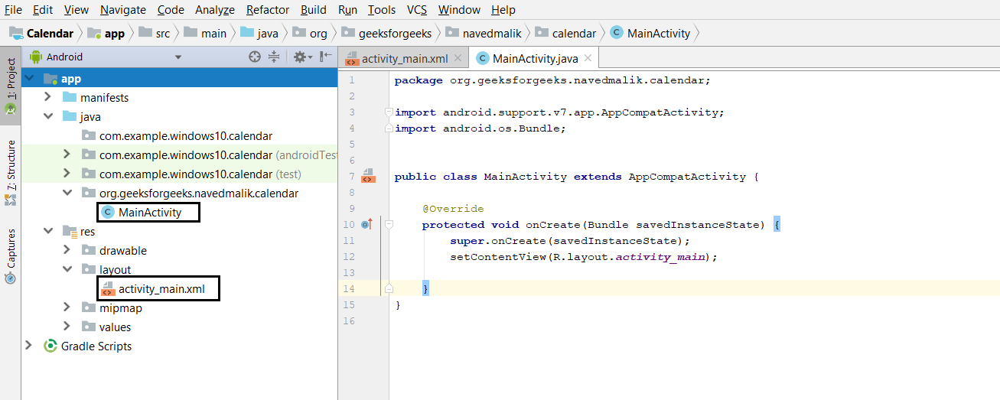 File Edit View Navigate Code Analyze Refactor Build Run Tools VCS Window Help
Calendar app src main java org geeksforgeeks navedmalik calendar MainActivity
1: Project
7: Structure
Captures
Android
app
manifests
java
com.example.windows10.calendar
com.example.windows10.calendar (androidTest
com.example.windows10.calendar (test)
org.geeksforgeeks.navedmalik.calendar
MainActivity
res
drawable
layout
activity_main.xml
mipmap
values
Gradle Scripts
activity_main.xml MainActivity.java
1 package org.geeksforgeeks.navedmalik.calendar;
2
3 import android.support.v7.app.AppCompatActivity;
4 import android.os.Bundle;
5
6
7 public class MainActivity extends AppCompatActivity {
8
9 @Override
10 protected void onCreate(Bundle savedInstanceState) {
11 super.onCreate(savedInstanceState);
12 setContentView(R.layout.activity_main);
13
14 }
15 }
16